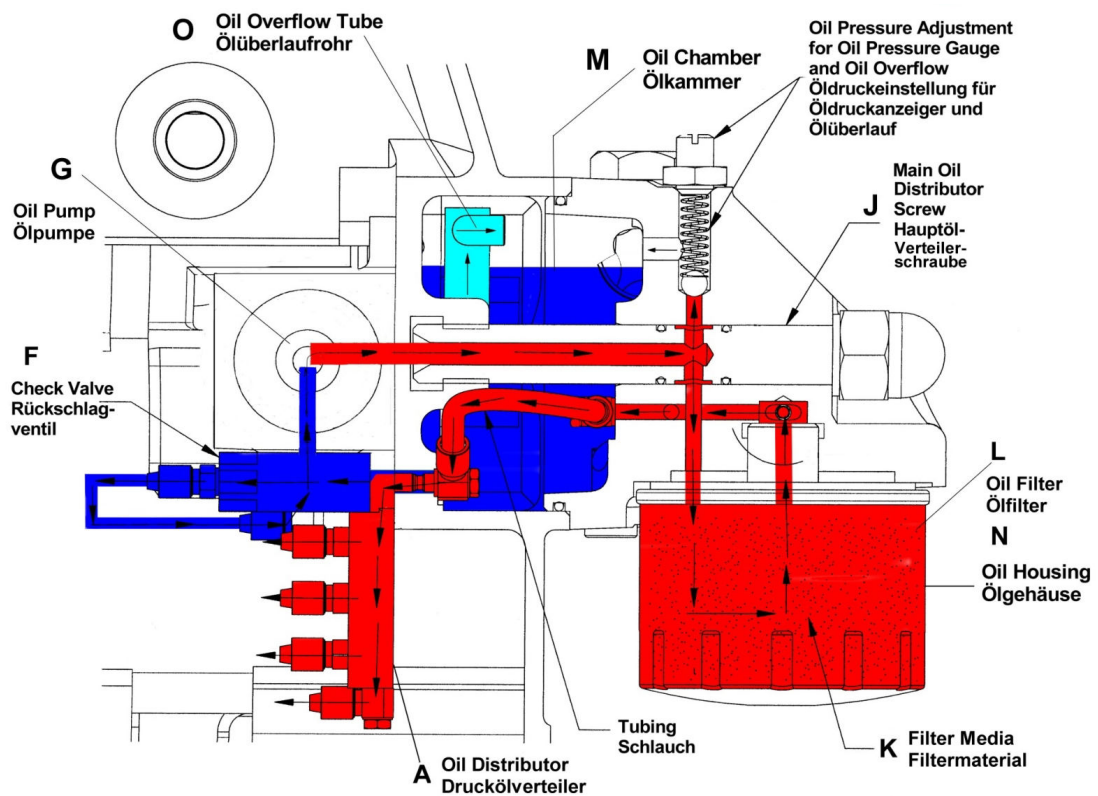 O
Oil Overflow Tube
Ölüberlaufrohr
M
Oil Chamber
Ölkammer
Oil Pressure Adjustment
for Oil Pressure Gauge
and Oil Overflow
Öldruckeinstellung für
Öldruckanzeiger und
Ölüberlauf
G
Oil Pump
Ölpumpe
J
Main Oil
Distributor
Screw
Hauptöl-
Verteiler-
schraube
F
Check Valve
Rückschlag-
ventil
L
Oil Filter
Ölfilter
N
Oil Housing
Ölgehäuse
Tubing
Schlauch
A
Oil Distributor
Druckölverteiler
K
Filter Media
Filtermaterial